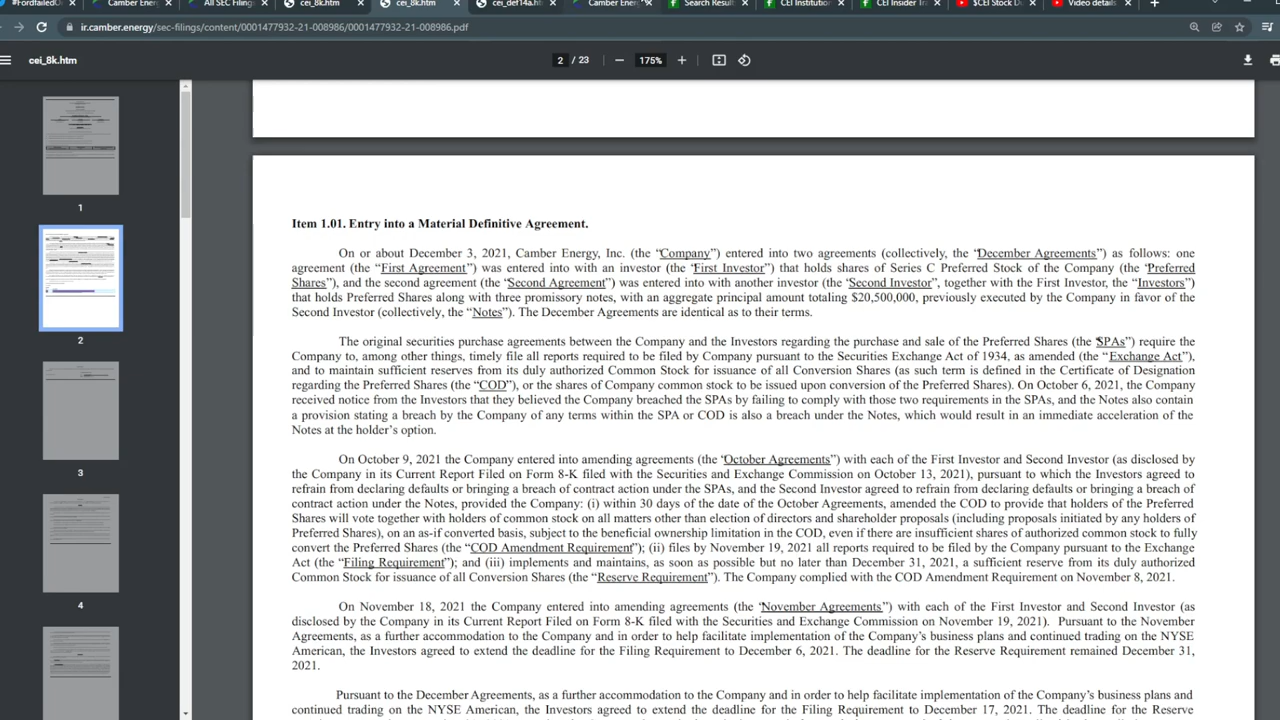 #FordfailedDo
Camber Energ
All SEC Filings
cei_8k.htm
cei_8k.htm
cei_def14a.htm
Camber Energ
Search Result
CEI Institution
CEI Insider Tra
$CEI Stock D
Video details
ir.camber.energy/sec-filings/content/0001477932-21-008986/0001477932-21-008986.pdf
cei_8k.htm
2 / 23
175%
1
2
3
4
Item 1.01. Entry into a Material Definitive Agreement.
On or about December 3, 2021, Camber Energy, Inc. (the “Company”) entered into two agreements (collectively, the “December Agreements”) as follows: one
agreement (the “First Agreement”) was entered into with an investor (the “First Investor”) that holds shares of Series C Preferred Stock of the Company (the “Preferred
Shares”), and the second agreement (the “Second Agreement”) was entered into with another investor (the “Second Investor”, together with the First Investor, the “Investors”)
that holds Preferred Shares along with three promissory notes, with an aggregate principal amount totaling $20,500,000, previously executed by the Company in favor of the
Second Investor (collectively, the “Notes”). The December Agreements are identical as to their terms.
The original securities purchase agreements between the Company and the Investors regarding the purchase and sale of the Preferred Shares (the “SPAs”) require the
Company to, among other things, timely file all reports required to be filed by Company pursuant to the Securities Exchange Act of 1934, as amended (the “Exchange Act”),
and to maintain sufficient reserves from its duly authorized Common Stock for issuance of all Conversion Shares (as such term is defined in the Certificate of Designation
regarding the Preferred Shares (the “COD”), or the shares of Company common stock to be issued upon conversion of the Preferred Shares). On October 6, 2021, the Company
received notice from the Investors that they believed the Company breached the SPAs by failing to comply with those two requirements in the SPAs, and the Notes also contain
a provision stating a breach by the Company of any terms within the SPA or COD is also a breach under the Notes, which would result in an immediate acceleration of the
Notes at the holder’s option.
On October 9, 2021 the Company entered into amending agreements (the “October Agreements”) with each of the First Investor and Second Investor (as disclosed by
the Company in its Current Report Filed on Form 8-K filed with the Securities and Exchange Commission on October 13, 2021), pursuant to which the Investors agreed to
refrain from declaring defaults or bringing a breach of contract action under the SPAs, and the Second Investor agreed to refrain from declaring defaults or bringing a breach of
contract action under the Notes, provided the Company: (i) within 30 days of the date of the October Agreements, amended the COD to provide that holders of the Preferred
Shares will vote together with holders of common stock on all matters other than election of directors and shareholder proposals (including proposals initiated by any holders of
Preferred Shares), on an as-if converted basis, subject to the beneficial ownership limitation in the COD, even if there are insufficient shares of authorized common stock to fully
convert the Preferred Shares (the “COD Amendment Requirement”); (ii) files by November 19, 2021 all reports required to be filed by the Company pursuant to the Exchange
Act (the “Filing Requirement”); and (iii) implements and maintains, as soon as possible but no later than December 31, 2021, a sufficient reserve from its duly authorized
Common Stock for issuance of all Conversion Shares (the “Reserve Requirement”). The Company complied with the COD Amendment Requirement on November 8, 2021.
On November 18, 2021 the Company entered into amending agreements (the “November Agreements”) with each of the First Investor and Second Investor (as
disclosed by the Company in its Current Report Filed on Form 8-K filed with the Securities and Exchange Commission on November 19, 2021). Pursuant to the November
Agreements, as a further accommodation to the Company and in order to help facilitate implementation of the Company’s business plans and continued trading on the NYSE
American, the Investors agreed to extend the deadline for the Filing Requirement to December 6, 2021. The deadline for the Reserve Requirement remained December 31,
2021.
Pursuant to the December Agreements, as a further accommodation to the Company and in order to help facilitate implementation of the Company’s business plans and
continued trading on the NYSE American, the Investors agreed to extend the deadline for the Filing Requirement to December 17, 2021. The deadline for the Reserve